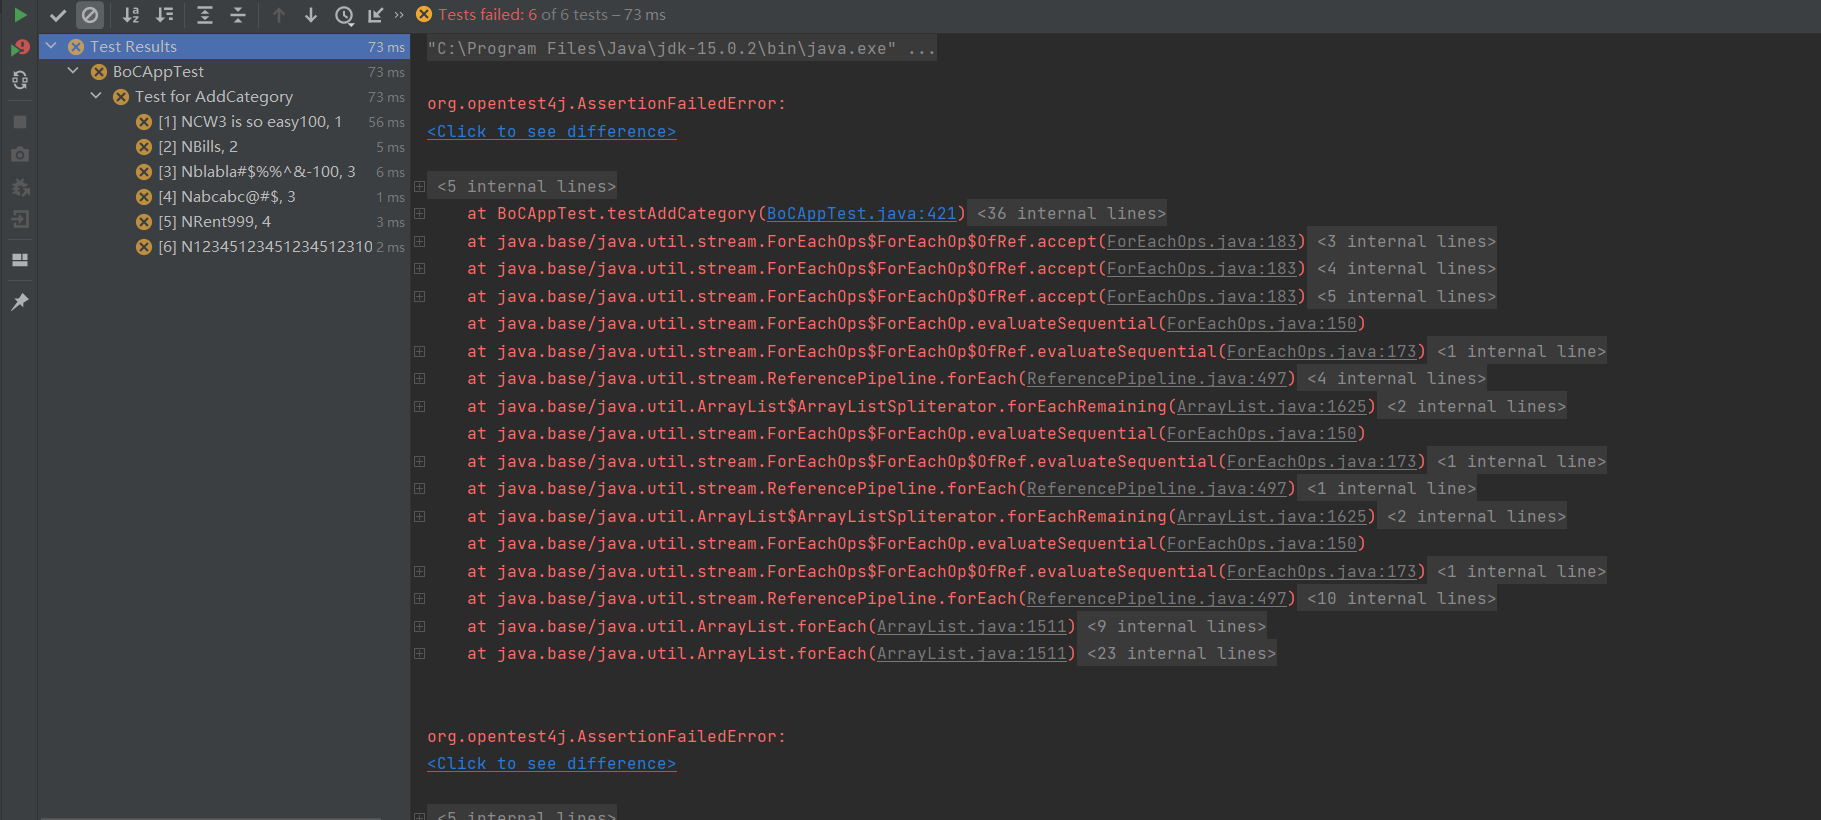 Tests failed: 6 of 6 tests – 73 ms
Test Results 73 ms
BoCAppTest 73 ms
Test for AddCategory 73 ms
[1] NCW3 is so easy100, 1 56 ms
[2] NBills, 2 5 ms
[3] Nblabla#$%%^&-100, 3 6 ms
[4] Nabcabc@#$, 3 1 ms
[5] NRent999, 4 3 ms
[6] N12345123451234512310 2 ms
"C:\Program Files\Java\jdk-15.0.2\bin\java.exe" ...
org.opentest4j.AssertionFailedError:
<Click to see difference>
<5 internal lines>
at BoCAppTest.testAddCategory(BoCAppTest.java:421) <36 internal lines>
at java.base/java.util.stream.ForEachOps$ForEachOp$OfRef.accept(ForEachOps.java:183) <3 internal lines>
at java.base/java.util.stream.ForEachOps$ForEachOp$OfRef.accept(ForEachOps.java:183) <4 internal lines>
at java.base/java.util.stream.ForEachOps$ForEachOp$OfRef.accept(ForEachOps.java:183) <5 internal lines>
at java.base/java.util.stream.ForEachOps$ForEachOp.evaluateSequential(ForEachOps.java:150)
at java.base/java.util.stream.ForEachOps$ForEachOp$OfRef.evaluateSequential(ForEachOps.java:173) <1 internal line>
at java.base/java.util.stream.ReferencePipeline.forEach(ReferencePipeline.java:497) <4 internal lines>
at java.base/java.util.ArrayList$ArrayListSpliterator.forEachRemaining(ArrayList.java:1625) <2 internal lines>
at java.base/java.util.stream.ForEachOps$ForEachOp.evaluateSequential(ForEachOps.java:150)
at java.base/java.util.stream.ForEachOps$ForEachOp$OfRef.evaluateSequential(ForEachOps.java:173) <1 internal line>
at java.base/java.util.stream.ReferencePipeline.forEach(ReferencePipeline.java:497) <1 internal line>
at java.base/java.util.ArrayList$ArrayListSpliterator.forEachRemaining(ArrayList.java:1625) <2 internal lines>
at java.base/java.util.stream.ForEachOps$ForEachOp.evaluateSequential(ForEachOps.java:150)
at java.base/java.util.stream.ForEachOps$ForEachOp$OfRef.evaluateSequential(ForEachOps.java:173) <1 internal line>
at java.base/java.util.stream.ReferencePipeline.forEach(ReferencePipeline.java:497) <10 internal lines>
at java.base/java.util.ArrayList.forEach(ArrayList.java:1511) <9 internal lines>
at java.base/java.util.ArrayList.forEach(ArrayList.java:1511) <23 internal lines>
org.opentest4j.AssertionFailedError:
<Click to see difference>
<5 internal lines>